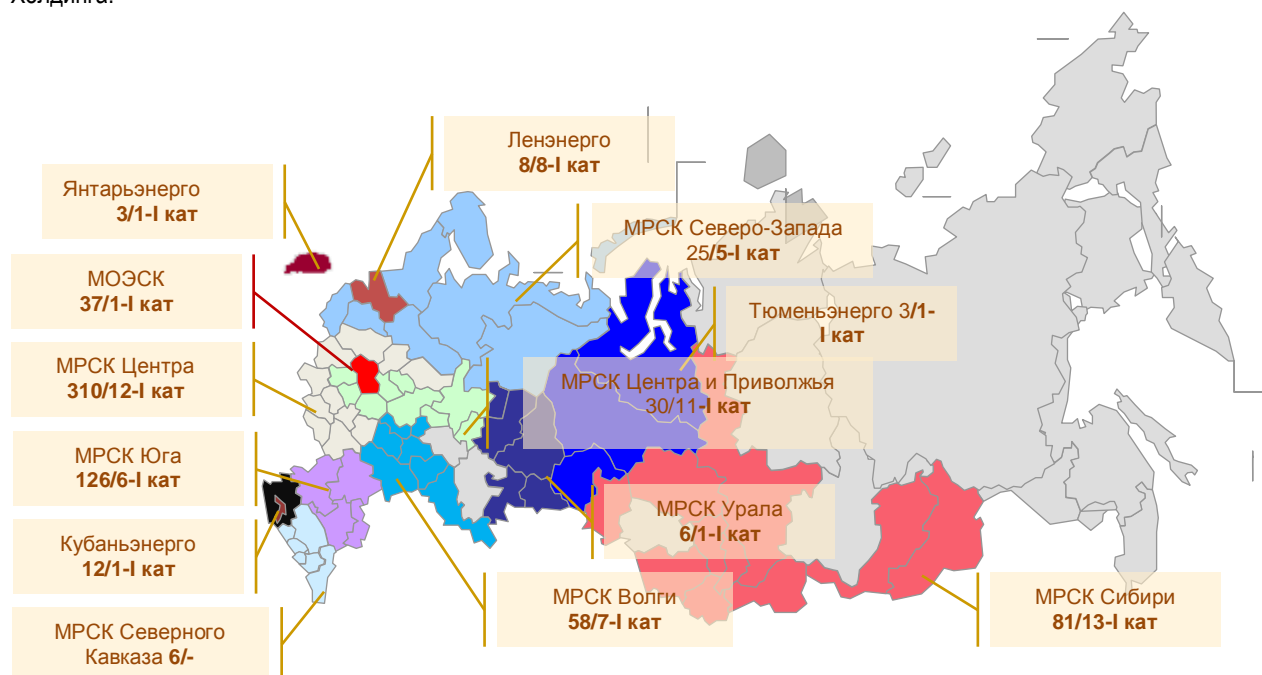 Холдинга.
Ленэнерго
8/8-I кат
Янтарьэнерго
3/1-I кат
МРСК Северо-Запада
25/5-I кат
МОЭСК
37/1-I кат
Тюменьэнерго 3/1-
I кат
МРСК Центра
310/12-I кат
МРСК Центра и Приволжья
30/11-I кат
МРСК Юга
126/6-I кат
МРСК Урала
6/1-I кат
Кубаньэнерго
12/1-I кат
МРСК Волги
58/7-I кат
МРСК Сибири
81/13-I кат
МРСК Северного
Кавказа 6/-